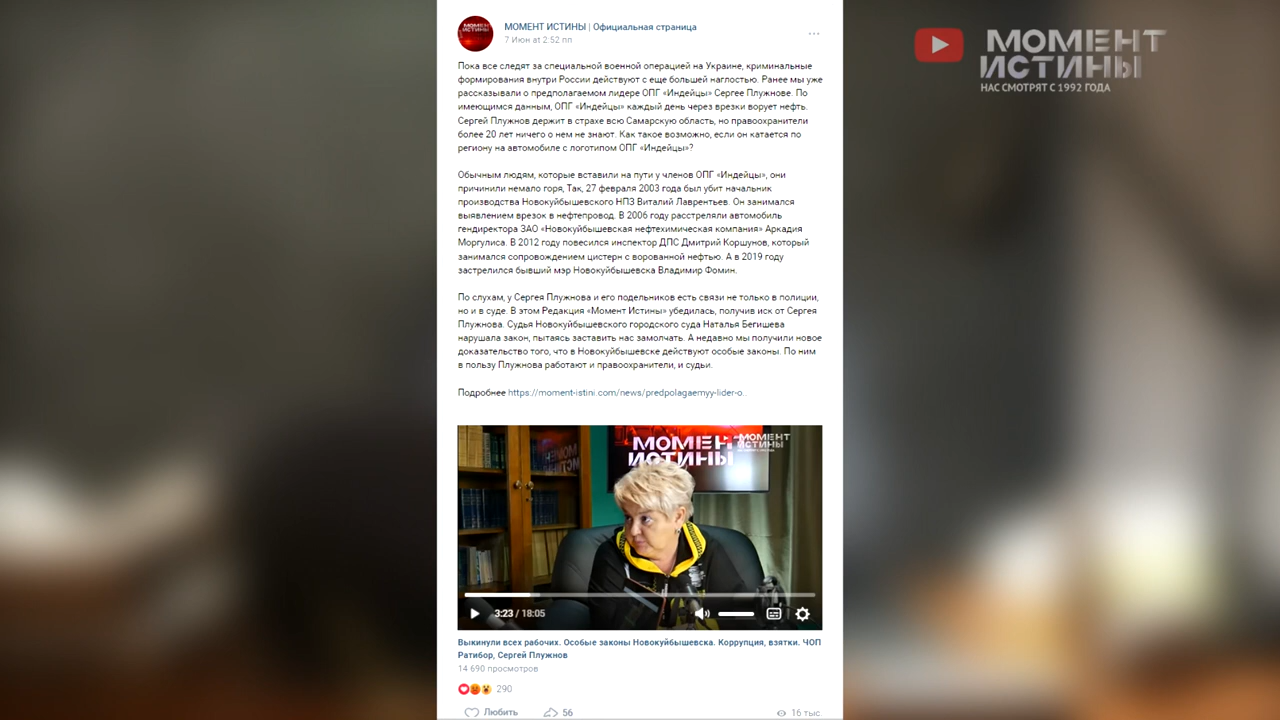 МОМЕНТ ИСТИНЫ | Официальная страница
7 Июн at 2:52 пп
МОМЕНТ
ИСТИНЫ
НАС СМОТРЯТ С 1992 ГОДА
Пока все следят за специальной военной операцией на Украине, криминальные
формирования внутри России действуют с еще большей наглостью. Ранее мы уже
рассказывали о предполагаемом лидере ОПГ «Индейцы» Сергее Плужнове. По
имеющимся данным, ОПГ «Индейцы» каждый день через врезки ворует нефть.
Сергей Плужнов держит в страхе всю Самарскую область, но правоохранители
более 20 лет ничего о нем не знают. Как такое возможно, если он катается по
региону на автомобиле с логотипом ОПГ «Индейцы»?
Обычным людям, которые вставили на пути у членов ОПГ «Индейцы», они
причинили немало горя, Так, 27 февраля 2003 года был убит начальник
производства Новокуйбышевского НПЗ Виталий Лаврентьев. Он занимался
выявлением врезок в нефтепровод. В 2006 году расстреляли автомобиль
гендиректора ЗАО «Новокуйбышевская нефтехимическая компания» Аркадия
Моргулиса. В 2012 году повесился инспектор ДПС Дмитрий Коршунов, который
занимался сопровождением цистерн с ворованной нефтью. А в 2019 году
застрелился бывший мэр Новокуйбышевска Владимир Фомин.
По слухам, у Сергея Плужнова и его подельников есть связи не только в полиции,
но и в суде. В этом Редакция «Момент Истины» убедилась, получив иск от Сергея
Плужнова. Судья Новокуйбышевского городского суда Наталья Бегишева
нарушала закон, пытаясь заставить нас замолчать. А недавно мы получили новое
доказательство того, что в Новокуйбышевске действуют особые законы. По ним
в пользу Плужнова работают и правоохранители, и судьи.
Подробнее https://moment-istini.com/news/predpolagaemyy-lider-o..
МОМЕН
ИСТИНЫ
МОМЕНТ
ИСТИНЫ
3:23 / 18:05
Выкинули всех рабочих. Особые законы Новокуйбышевска. Коррупция, взятки. ЧОП
Ратибор, Сергей Плужнов
14 690 просмотров
290
Любить
56
16 тыс.